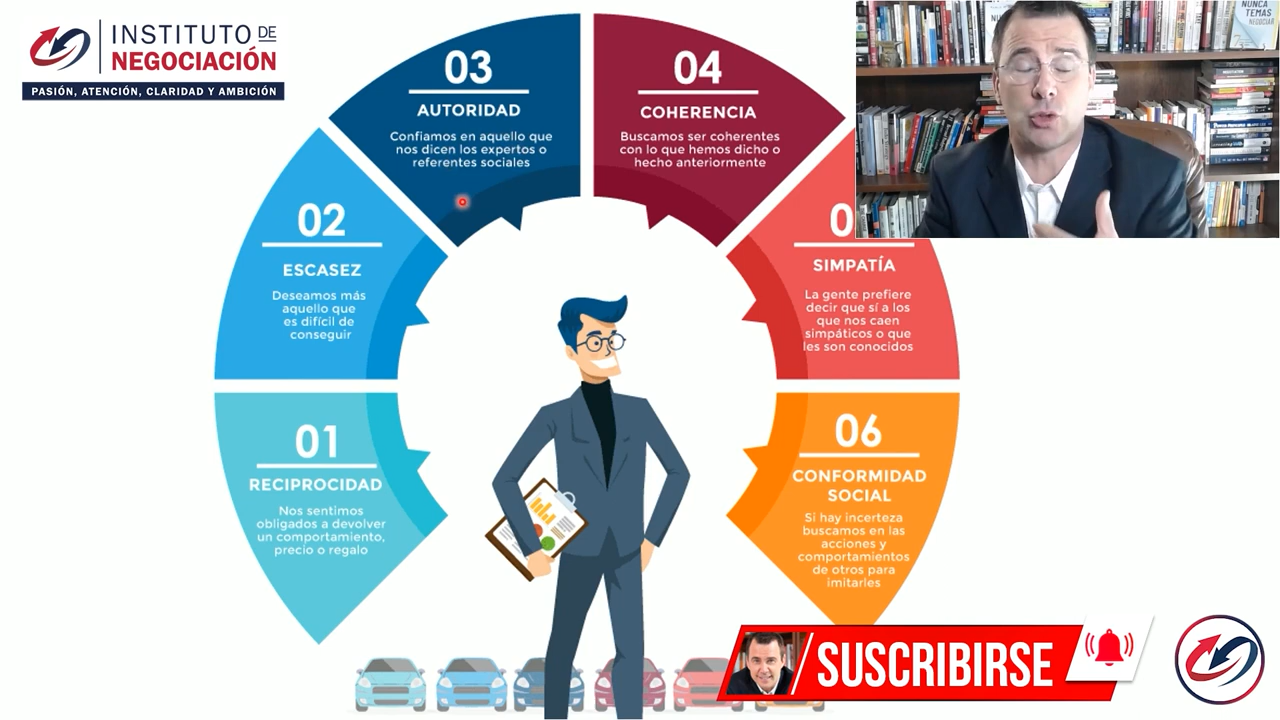 INSTITUTO DE
NEGOCIACIÓN
PASIÓN, ATENCIÓN, CLARIDAD Y AMBICIÓN
03
AUTORIDAD
Confiamos en aquello que
nos dicen los expertos o
referentes sociales
04
COHERENCIA
Buscamos ser coherentes
con lo que hemos dicho o
hecho anteriormente
NUNCA
TEMAS
NEGOCIAR
02
ESCASEZ
Deseamos más
aquello que
es difícil de
conseguir
0
SIMPATÍA
La gente prefiere
decir que sí a los
que nos caen
simpáticos o que
les son conocidos
01
RECIPROCIDAD
Nos sentimos
obligados a devolver
un comportamiento,
precio o regalo
06
CONFORMIDAD
SOCIAL
Si hay incerteza
buscamos en las
acciones y
comportamientos
de otros para
imitarles
SUSCRIBIRSE